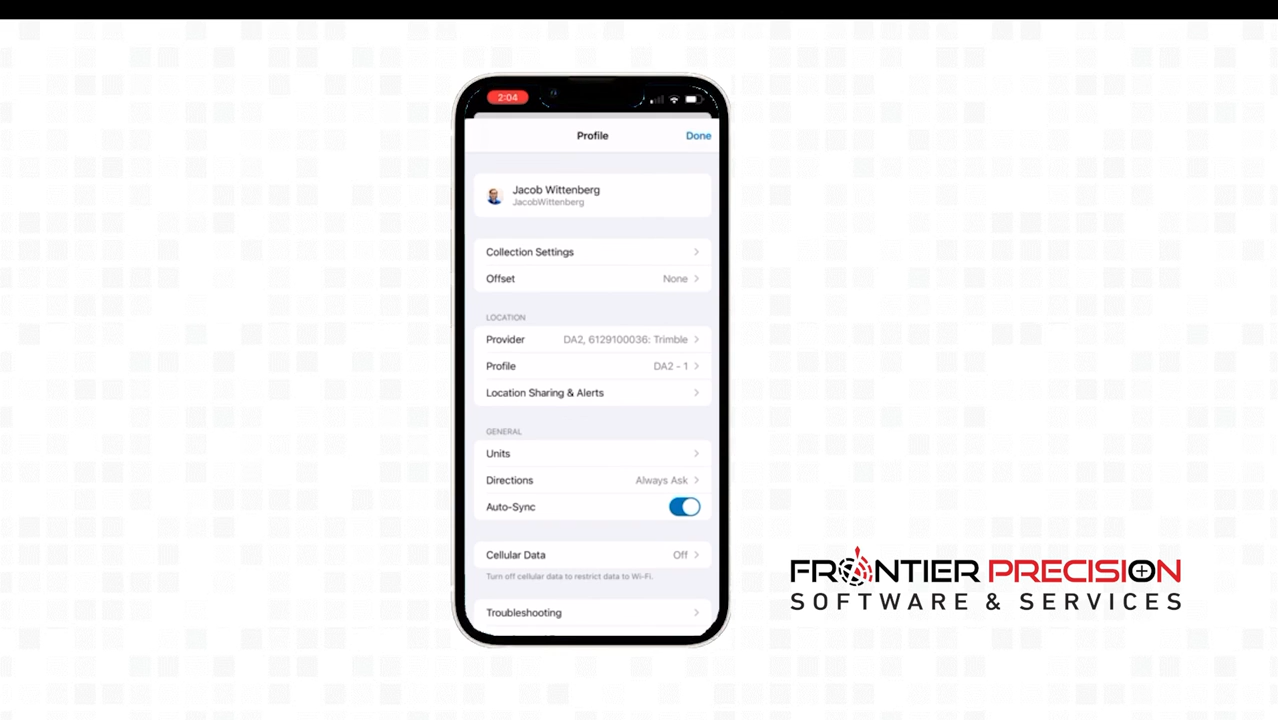 2:04
Profile
Done
Jacob Wittenberg
JacobWittenberg
Collection Settings
Offset None
LOCATION
Provider DA2, 6129100036: Trimble
Profile DA2 - 1
Location Sharing & Alerts
GENERAL
Units
Directions Always Ask
Auto-Sync
Cellular Data Off
Turn off cellular data to restrict data to Wi-Fi.
Troubleshooting
FRONTIER PRECISION
SOFTWARE & SERVICES